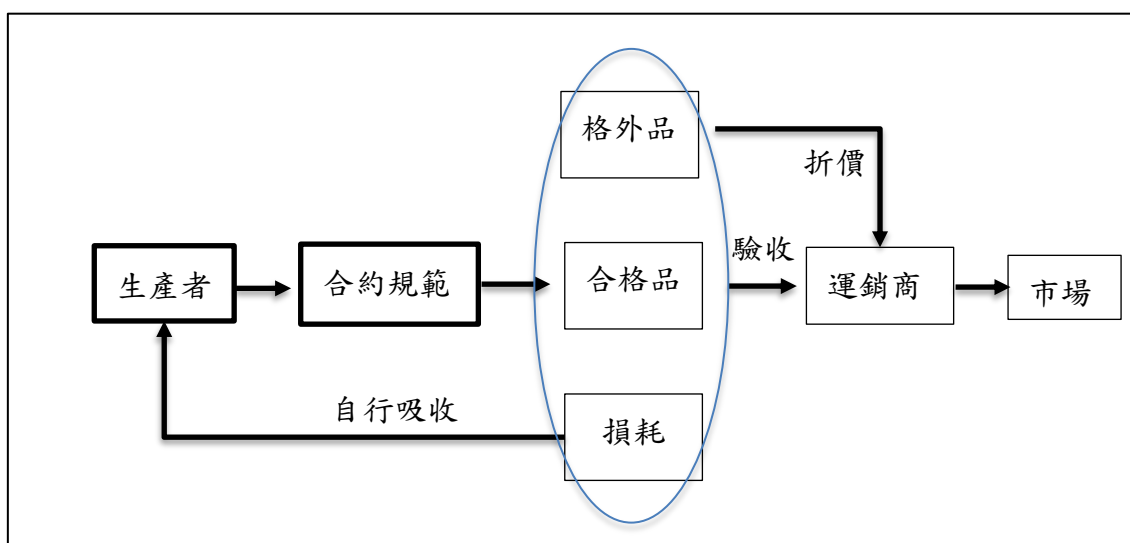 格外品
折價
驗收
生產者
合約規範
合格品
運銷商
市場
自行吸收
損耗